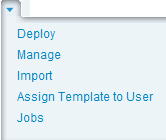 Deploy
Manage
Import
Assign Template to User
Jobs